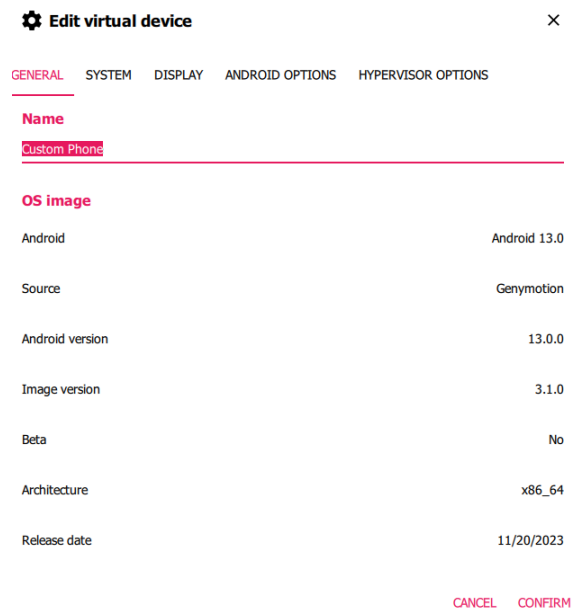 Edit virtual device
GENERAL SYSTEM DISPLAY ANDROID OPTIONS HYPERVISOR OPTIONS
Name
Custom Phone
OS image
Android Android 13.0
Source Genymotion
Android version 13.0.0
Image version 3.1.0
Beta No
Architecture x86_64
Release date 11/20/2023
CANCEL CONFIRM